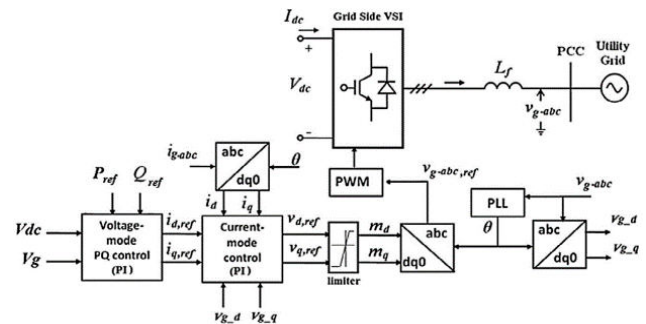 I_dc
Grid Side VSI
+
V_dc
-
L_f
PCC
Utility
Grid
v_g-abc
i_g-abc
abc
dq0
θ
PWM
v_g-abc,ref
v_g-abc
PLL
θ
P_ref
Q_ref
i_d
i_q
Vdc
Vg
Voltage-
mode
PQ control
(PI)
i_d,ref
i_q,ref
Current-
mode
control
(PI)
v_d,ref
v_q,ref
limiter
m_d
m_q
abc
dq0
abc
dq0
v_g_d
v_g_q
v_g_d
v_g_q